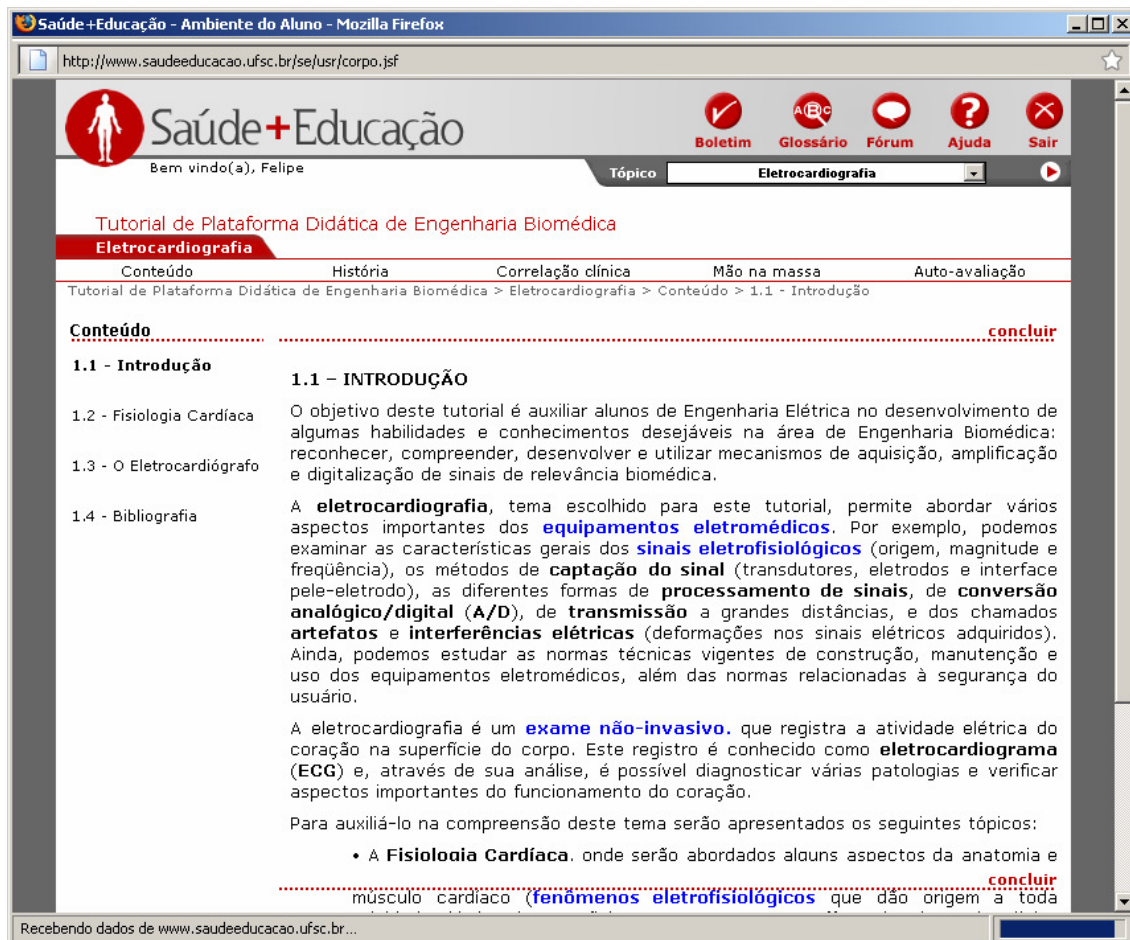 Saúde+Educação - Ambiente do Aluno - Mozilla Firefox
http://www.saudeeducacao.ufsc.br/se/usr/corpo.jsf
Saúde+Educação
Boletim
A B C
Glossário
Fórum
?
Ajuda
Sair
Bem vindo(a), Felipe
Tópico
Eletrocardiografia
Tutorial de Plataforma Didática de Engenharia Biomédica
Eletrocardiografia
Conteúdo História Correlação clínica Mão na massa Auto-avaliação
Tutorial de Plataforma Didática de Engenharia Biomédica > Eletrocardiografia > Conteúdo > 1.1 - Introdução
Conteúdo
1.1 - Introdução
1.2 - Fisiologia Cardíaca
1.3 - O Eletrocardiógrafo
1.4 - Bibliografia
concluir
1.1 – INTRODUÇÃO
O objetivo deste tutorial é auxiliar alunos de Engenharia Elétrica no desenvolvimento de
algumas habilidades e conhecimentos desejáveis na área de Engenharia Biomédica:
reconhecer, compreender, desenvolver e utilizar mecanismos de aquisição, amplificação
e digitalização de sinais de relevância biomédica.
A eletrocardiografia, tema escolhido para este tutorial, permite abordar vários
aspectos importantes dos equipamentos eletromédicos. Por exemplo, podemos
examinar as características gerais dos sinais eletrofisiológicos (origem, magnitude e
freqüência), os métodos de captação do sinal (transdutores, eletrodos e interface
pele-eletrodo), as diferentes formas de processamento de sinais, de conversão
analógico/digital (A/D), de transmissão a grandes distâncias, e dos chamados
artefatos e interferências elétricas (deformações nos sinais elétricos adquiridos).
Ainda, podemos estudar as normas técnicas vigentes de construção, manutenção e
uso dos equipamentos eletromédicos, além das normas relacionadas à segurança do
usuário.
A eletrocardiografia é um exame não-invasivo. que registra a atividade elétrica do
coração na superfície do corpo. Este registro é conhecido como eletrocardiograma
(ECG) e, através de sua análise, é possível diagnosticar várias patologias e verificar
aspectos importantes do funcionamento do coração.
Para auxiliá-lo na compreensão deste tema serão apresentados os seguintes tópicos:
• A Fisiologia Cardíaca, onde serão abordados alguns aspectos da anatomia e
concluir
músculo cardíaco (fenômenos eletrofisiológicos que dão origem a toda
Recebendo dados de www.saudeeducacao.ufsc.br...